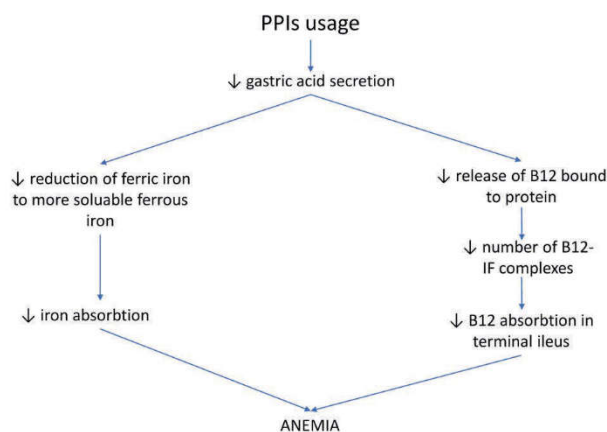 PPIs usage
↓ gastric acid secretion
↓ reduction of ferric iron
to more soluable ferrous
iron
↓ iron absorbtion
↓ release of B12 bound
to protein
↓ number of B12-
IF complexes
↓ B12 absorbtion in
terminal ileus
ANEMIA